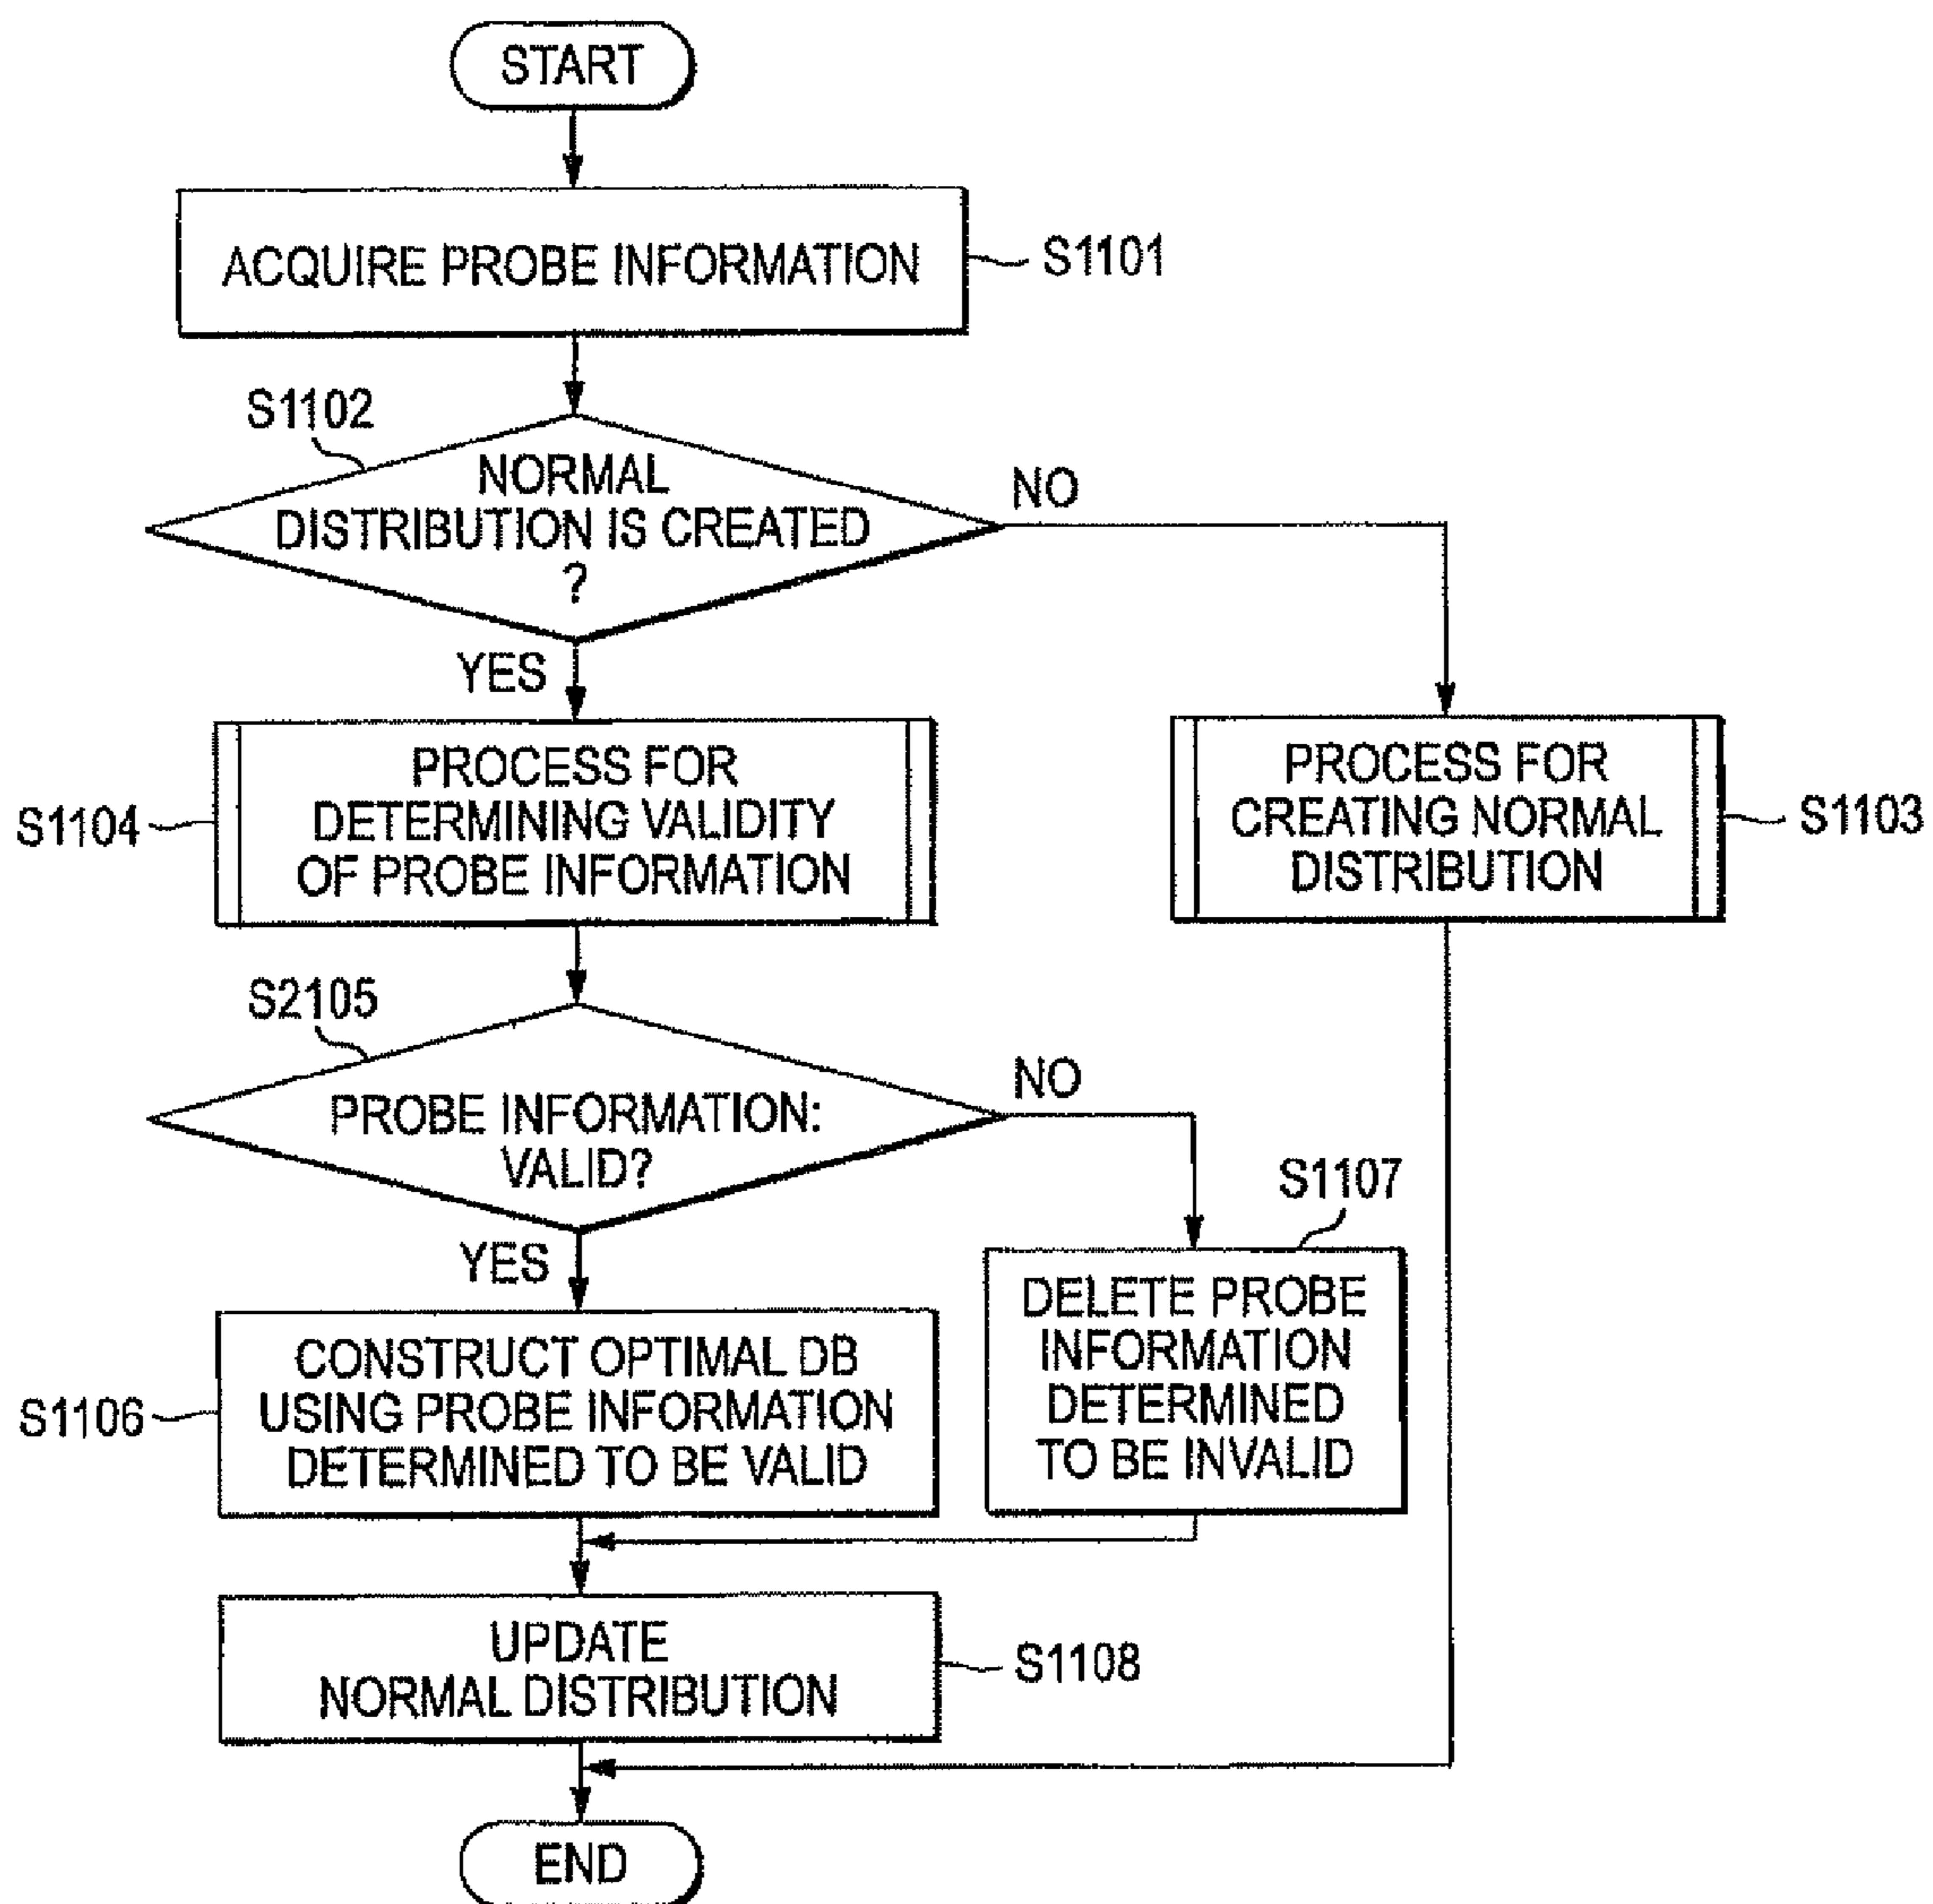 START
ACQUIRE PROBE INFORMATION
S1101
S1102
NORMAL
DISTRIBUTION IS CREATED
?
NO
YES
S1104
PROCESS FOR
DETERMINING VALIDITY
OF PROBE INFORMATION
PROCESS FOR
CREATING NORMAL
DISTRIBUTION
S1103
S2105
PROBE INFORMATION:
VALID?
NO
YES
S1107
DELETE PROBE
INFORMATION
DETERMINED
TO BE INVALID
S1106
CONSTRUCT OPTIMAL DB
USING PROBE INFORMATION
DETERMINED TO BE VALID
UPDATE
NORMAL DISTRIBUTION
S1108
END